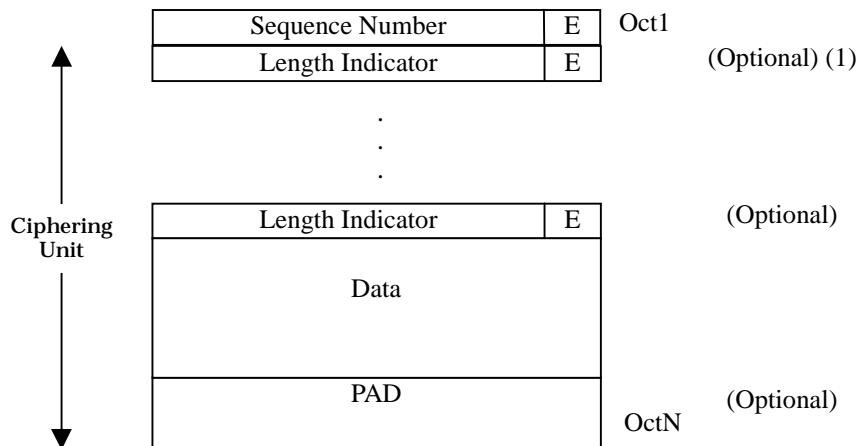 Sequence Number E Oct1
Length Indicator E (Optional) (1)
.
.
.
Length Indicator E (Optional)
Ciphering
Unit
Data
PAD (Optional)
OctN